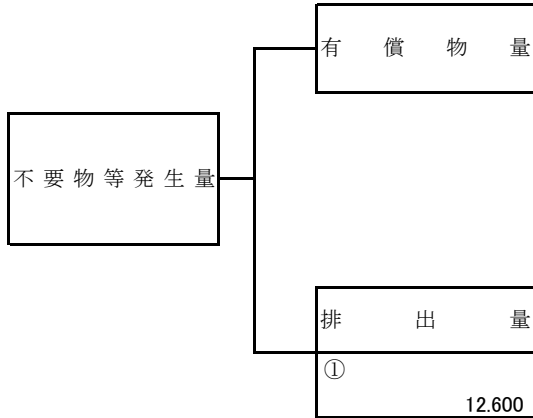 有償物量
不要物等発生量
排出量
①
12.600